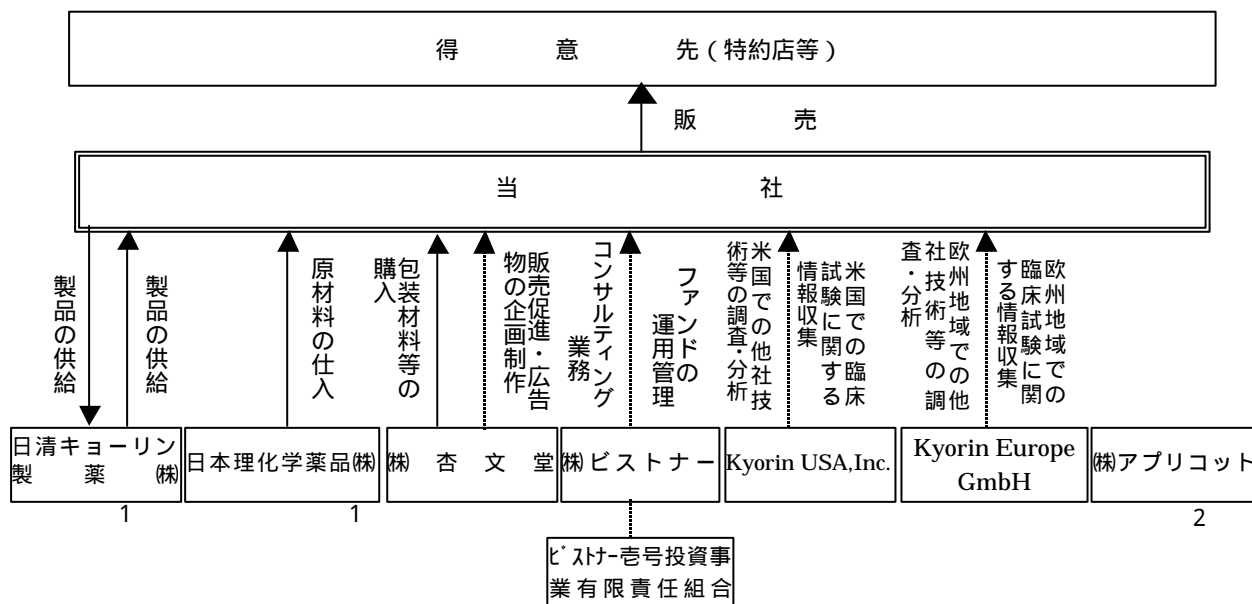 得意先(特約店等)
販売
当社
製品の供給
製品の供給
原材料の仕入
包装材料等の
購入
販売促進・広告
物の企画制作
コンサルティング
業務
ファンドの
運用管理
米国での他社技
術等の調査・分析
米国での臨床
試験に関する
情報収集
欧州地域での他
社技術等の調
査・分析
欧州地域での
臨床試験に関
する情報収集
日清キョーリン
製薬㈱
日本理化学薬品㈱
㈱杏文堂
㈱ビストナー
Kyorin USA,Inc.
Kyorin Europe
GmbH
㈱アプリコット
1
1
2
ビストナー壱号投資事
業有限責任組合